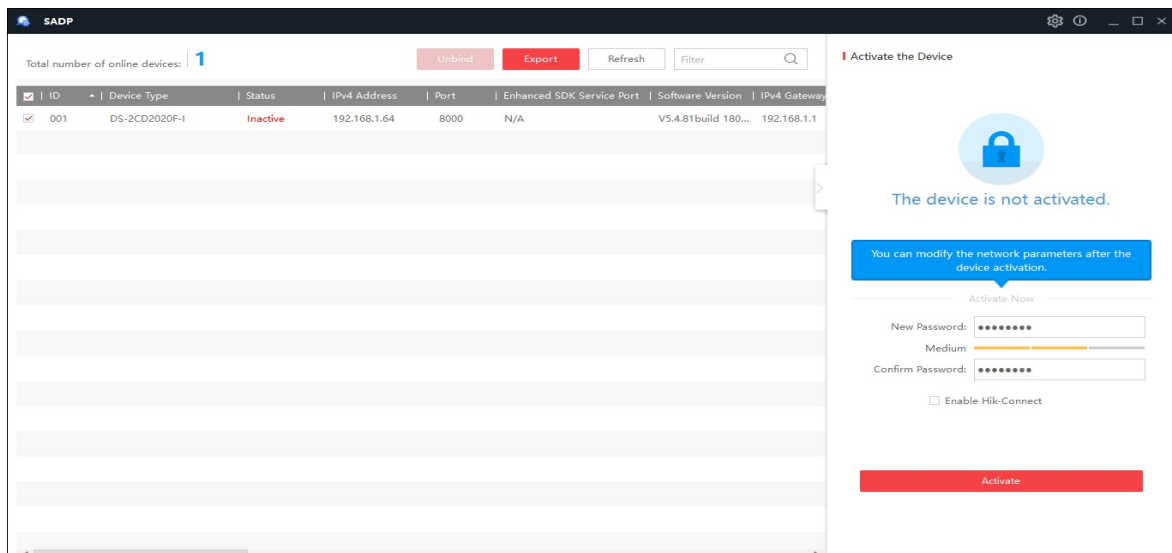 SADP
Total number of online devices: 1
Unbind
Export
Refresh
Filter
ID | Device Type | Status | IPv4 Address | Port | Enhanced SDK Service Port | Software Version | IPv4 Gateway
001 DS-2CD2020F-I Inactive 192.168.1.64 8000 N/A V5.4.81build 180... 192.168.1.1
Activate the Device
The device is not activated.
You can modify the network parameters after the
device activation.
Activate Now
New Password: ●●●●●●●●
Medium
Confirm Password: ●●●●●●●●
Enable Hik-Connect
Activate